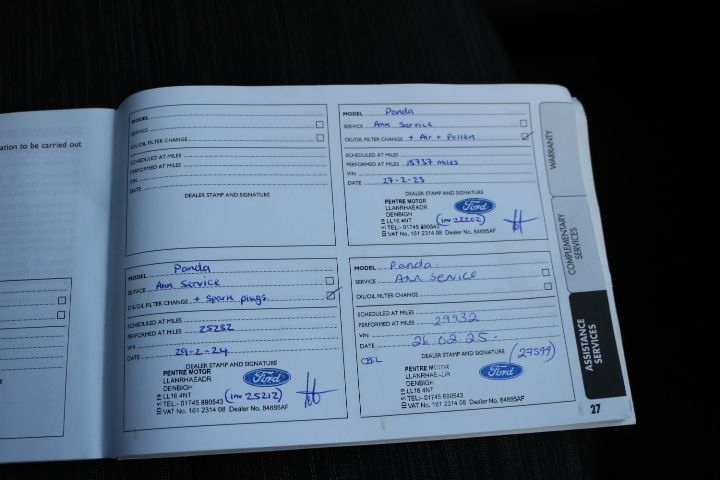 ation to be carried out
MODEL
SERVICE
OIL/OIL FILTER CHANGE
SCHEDULED AT MILES
PERFORMED AT MILES
VIN
DATE
DEALER STAMP AND SIGNATURE
MODEL Panda
SERVICE Ann Service
OIL/OIL FILTER CHANGE + Air + Pollen
SCHEDULED AT MILES
PERFORMED AT MILES 18737 miles
VIN
DATE 27-2-23
DEALER STAMP AND SIGNATURE
PENTRE MOTOR
LLANRHAEADR
DENBIGH
LL16 4NT (inv 22202)
TEL:- 01745 890543
VAT No. 161 2314 08 Dealer No. 84885AF
Ford
MODEL Panda
SERVICE Ann Service
OIL/OIL FILTER CHANGE + Spark plugs.
SCHEDULED AT MILES
PERFORMED AT MILES 25252
VIN
DATE 29-2-24
DEALER STAMP AND SIGNATURE
PENTRE MOTOR
LLANRHAEADR
DENBIGH
LL16 4NT
TEL:- 01745 890543 (inv 25212)
VAT No. 161 2314 08 Dealer No. 84885AF
Ford
MODEL Panda.
SERVICE Ann Service
OIL/OIL FILTER CHANGE
SCHEDULED AT MILES
PERFORMED AT MILES 29932
VIN
DATE 26.02.25.
DEALER STAMP AND SIGNATURE (27599)
PENTRE MOTOR
DENBIGH
LL16 4NT
TEL:- 01745 890543
VAT No. 161 2314 08 Dealer No. 84885AF
Ford
WARRANTY
COMPLEMENTARY
SERVICES
ASSISTANCE
SERVICES
27